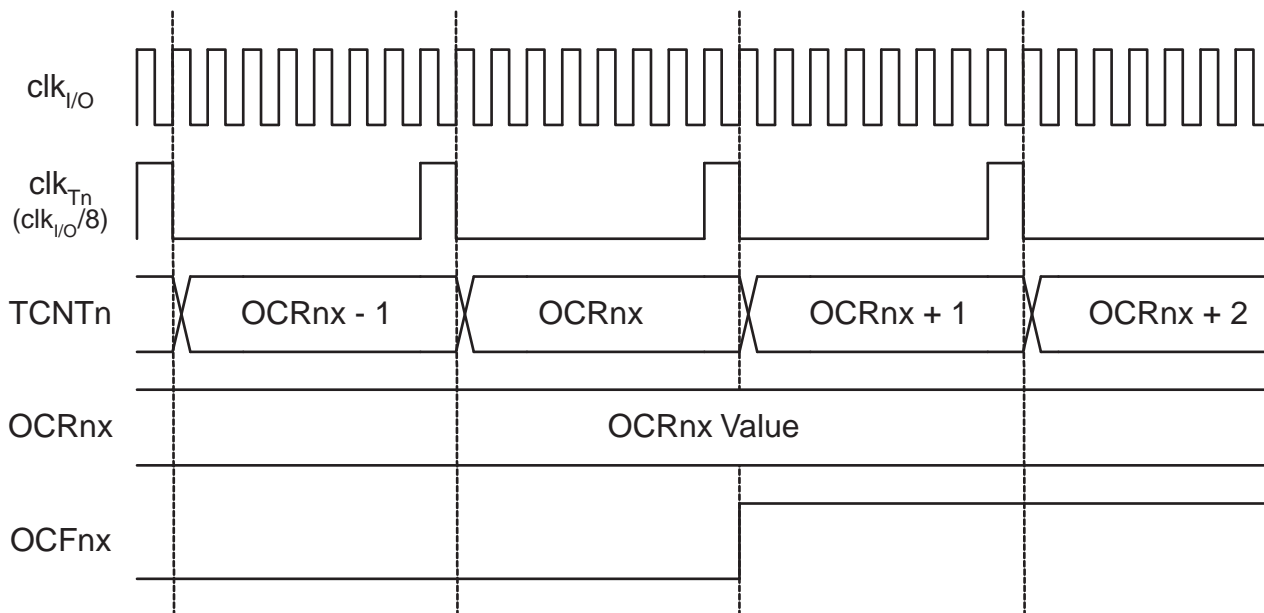 clkI/O
clkTn
(clkI/O/8)
TCNTn
OCRnx - 1
OCRnx
OCRnx + 1
OCRnx + 2
OCRnx
OCRnx Value
OCFnx